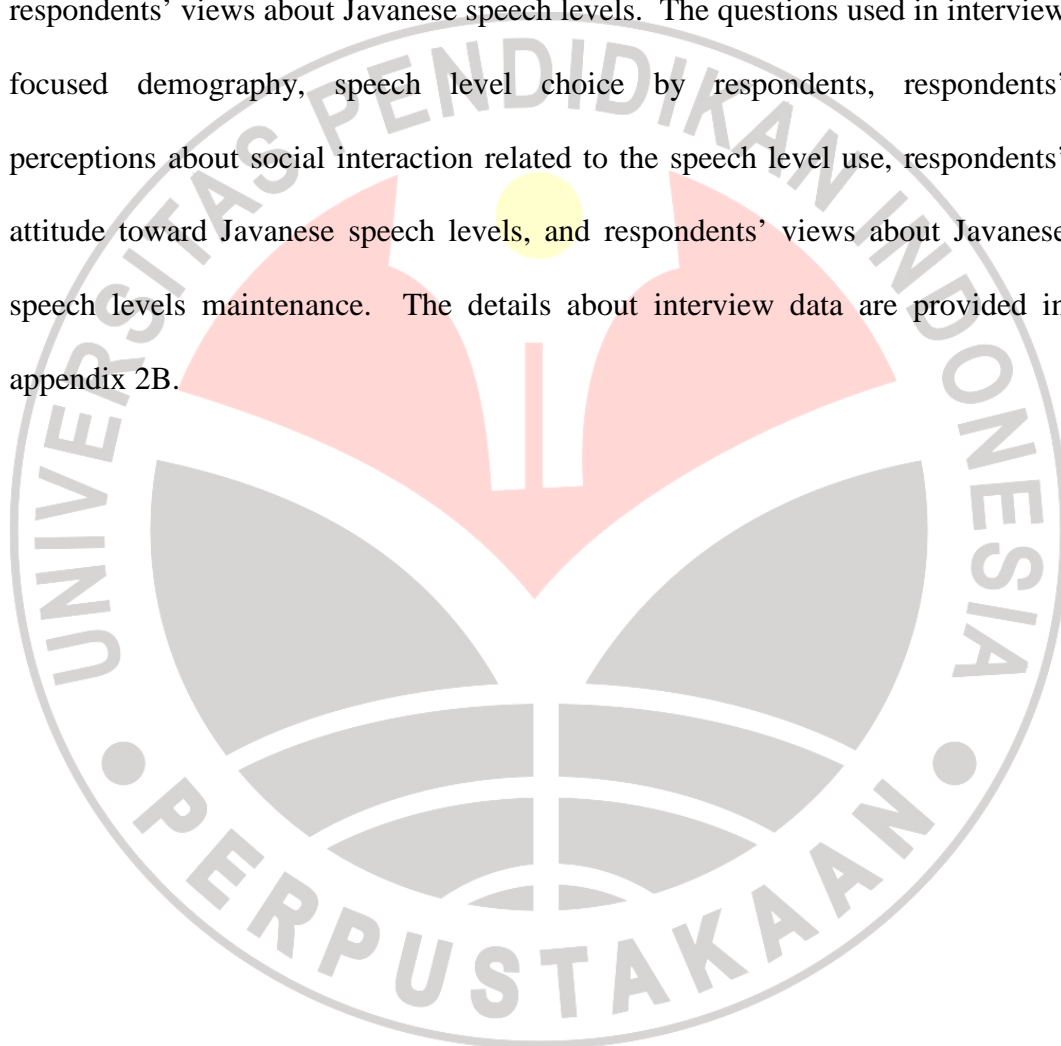 respondents’ views about Javanese speech levels.  The questions used in interview
focused demography, speech level choice by respondents, respondents’
perceptions about social interaction related to the speech level use, respondents’
attitude toward Javanese speech levels, and respondents’ views about Javanese
speech levels maintenance.  The details about interview data are provided in
appendix 2B.
UNIVERSITAS PENDIDIKAN INDONESIA
PERPUSTAKAAN